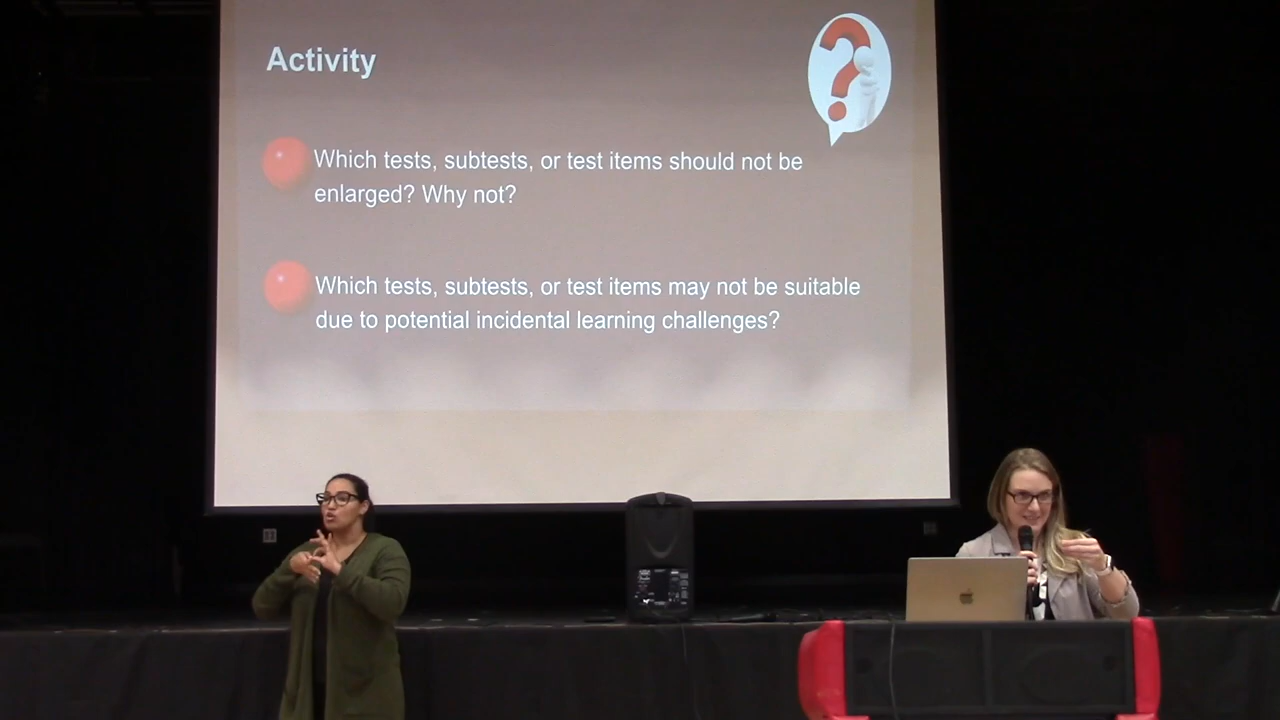 Activity
Which tests, subtests, or test items should not be
enlarged? Why not?
Which tests, subtests, or test items may not be suitable
due to potential incidental learning challenges?